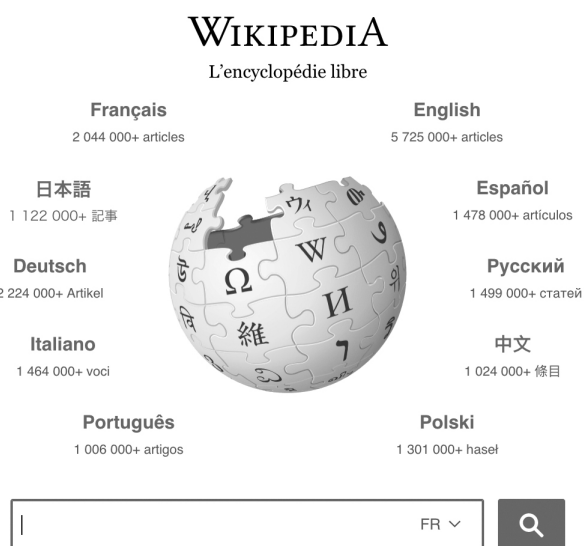 WIKIPEDIA
L'encyclopédie libre
Français
2 044 000+ articles
English
5 725 000+ articles
日本語
1 122 000+ 記事
Español
1 478 000+ artículos
Deutsch
2 224 000+ Artikel
Русский
1 499 000+ статей
Italiano
1 464 000+ voci
中文
1 024 000+ 條目
Português
1 006 000+ artigos
Polski
1 301 000+ haseł
ウィ
W
Ω
И
維
FR